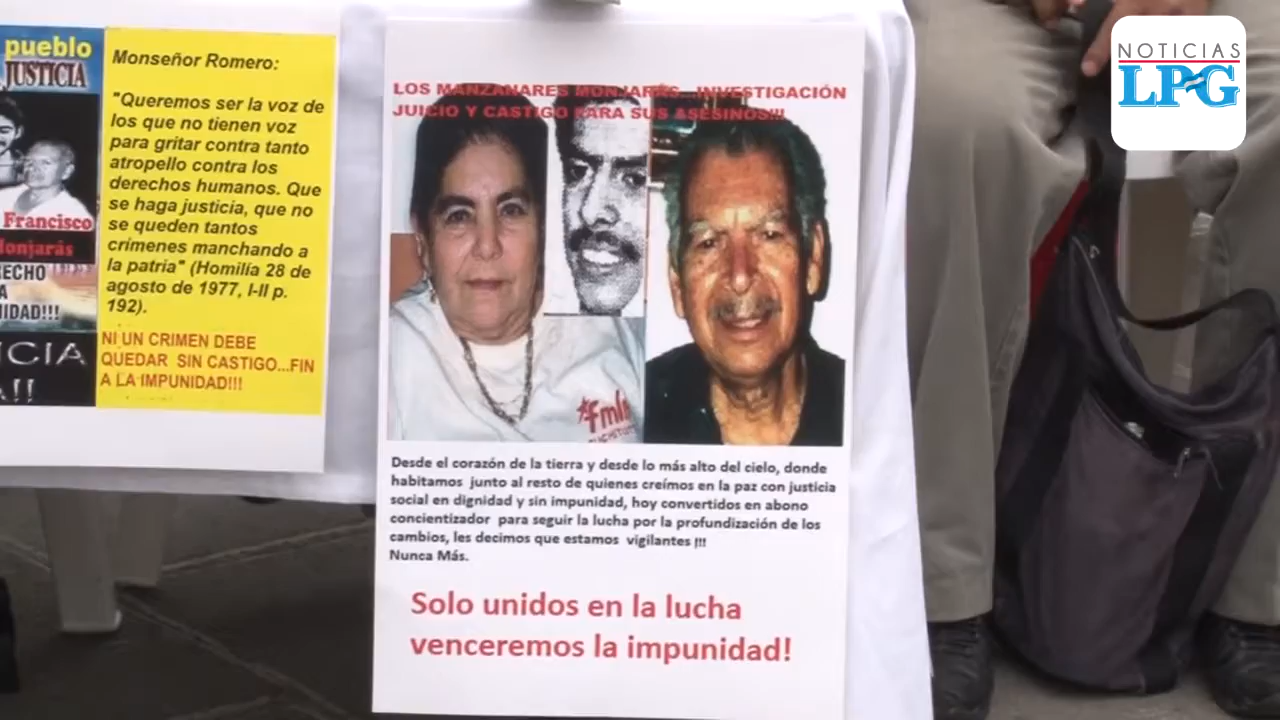 pueblo
JUSTICIA
Francisco
Monjarás
NIDAD!!!
Monseñor Romero:
"Queremos ser la voz de
los que no tienen voz
para gritar contra tanto
atropello contra los
derechos humanos. Que
se haga justicia, que no
se queden tantos
crímenes manchando a
la patria" (Homilía 28 de
agosto de 1977, I-II p.
192).
NI UN CRIMEN DEBE
QUEDAR SIN CASTIGO...FIN
A LA IMPUNIDAD!!!
LOS MANZANARES MONJARÁS...INVESTIGACIÓN
JUICIO Y CASTIGO PARA SUS ASESINOS!!!
fmln
Desde el corazón de la tierra y desde lo más alto del cielo, donde
habitamos junto al resto de quienes creímos en la paz con justicia
social en dignidad y sin impunidad, hoy convertidos en abono
concientizador para seguir la lucha por la profundización de los
cambios, les decimos que estamos vigilantes ¡!!
Nunca Más.
Solo unidos en la lucha
venceremos la impunidad!
NOTICIAS
LPG